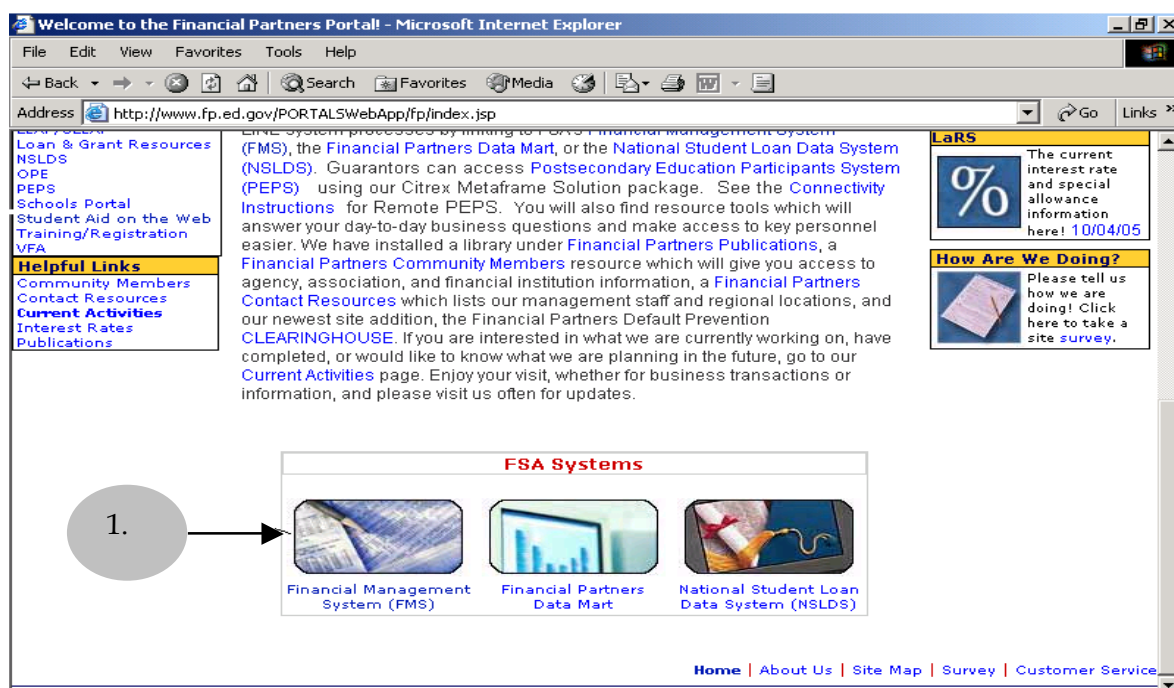 Welcome to the Financial Partners Portal! - Microsoft Internet Explorer
File Edit View Favorites Tools Help
Back Search Favorites Media
Address http://www.fp.ed.gov/PORTALSWebApp/fp/index.jsp Go Links »
Loan & Grant Resources
NSLDS
OPE
PEPS
Schools Portal
Student Aid on the Web
Training/Registration
VFA
Helpful Links
Community Members
Contact Resources
Current Activities
Interest Rates
Publications
LINE system processes by linking to FSA's Financial Management System
(FMS), the Financial Partners Data Mart, or the National Student Loan Data System
(NSLDS). Guarantors can access Postsecondary Education Participants System
(PEPS) using our Citrex Metaframe Solution package. See the Connectivity
Instructions for Remote PEPS. You will also find resource tools which will
answer your day-to-day business questions and make access to key personnel
easier. We have installed a library under Financial Partners Publications, a
Financial Partners Community Members resource which will give you access to
agency, association, and financial institution information, a Financial Partners
Contact Resources which lists our management staff and regional locations, and
our newest site addition, the Financial Partners Default Prevention
CLEARINGHOUSE. If you are interested in what we are currently working on, have
completed, or would like to know what we are planning in the future, go to our
Current Activities page. Enjoy your visit, whether for business transactions or
information, and please visit us often for updates.
LaRS
%
The current
interest rate
and special
allowance
information
here! 10/04/05
How Are We Doing?
Please tell us
how we are
doing! Click
here to take a
site survey.
FSA Systems
1.
Financial Management
System (FMS)
Financial Partners
Data Mart
National Student Loan
Data System (NSLDS)
Home | About Us | Site Map | Survey | Customer Service